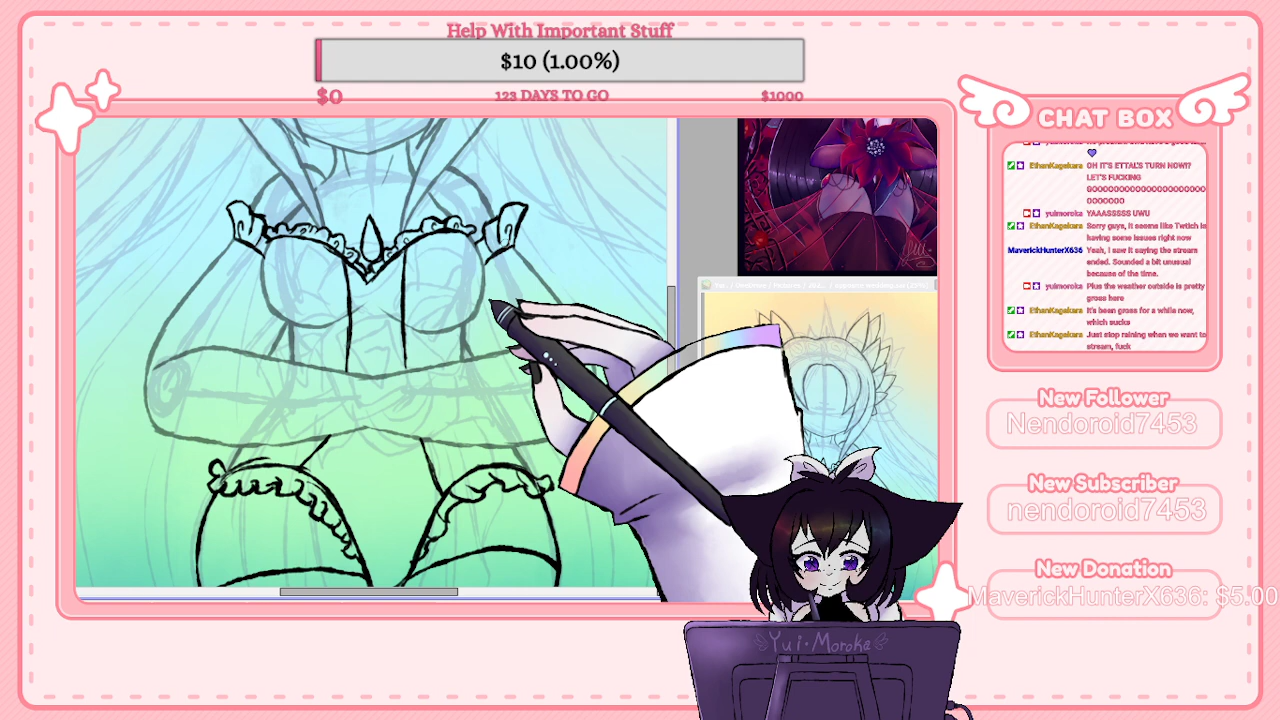 Help With Important Stuff
$10 (1.00%)
$0
123 DAYS TO GO
$1000
CHAT BOX
EthanKagekura OH IT'S ETTAL'S TURN NOW!?
LET'S FUCKING
GOOOOOOOOOOOOOOOOOOOOOO
OOOOOOO
yuimoroka YAAASSSSS UWU
EthanKagekura Sorry guys, it seems like Twitch is
having some issues right now
MaverickHunterX636 Yeah, I saw it saying the stream
ended. Sounded a bit unusual
because of the time.
yuimoroka Plus the weather outside is pretty
gross here
EthanKagekura It's been gross for a while now,
which sucks
EthanKagekura Just stop raining when we want to
stream, fuck
New Follower
Nendoroid7453
New Subscriber
nendoroid7453
New Donation
MaverickHunterX636: $5.00
Yui·Moroka